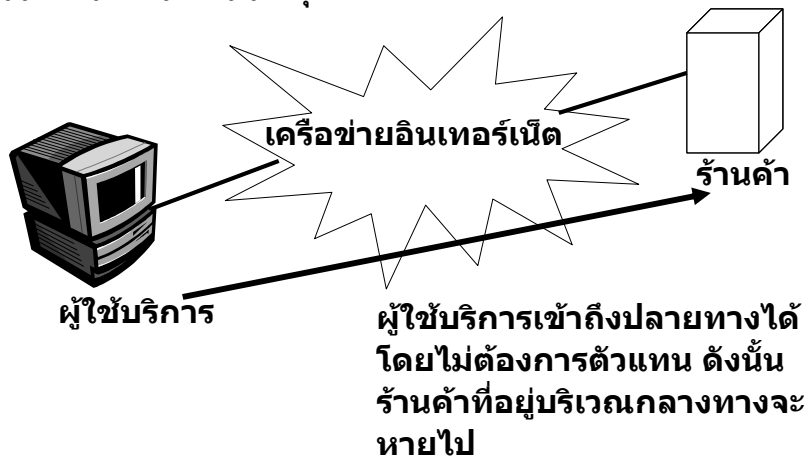 เครือข่ายอินเทอร์เน็ต
ร้านค้า
ผู้ใช้บริการ
ผู้ใช้บริการเข้าถึงปลายทางได้
โดยไม่ต้องการตัวแทน ดังนั้น
ร้านค้าที่อยู่บริเวณกลางทางจะ
หายไป